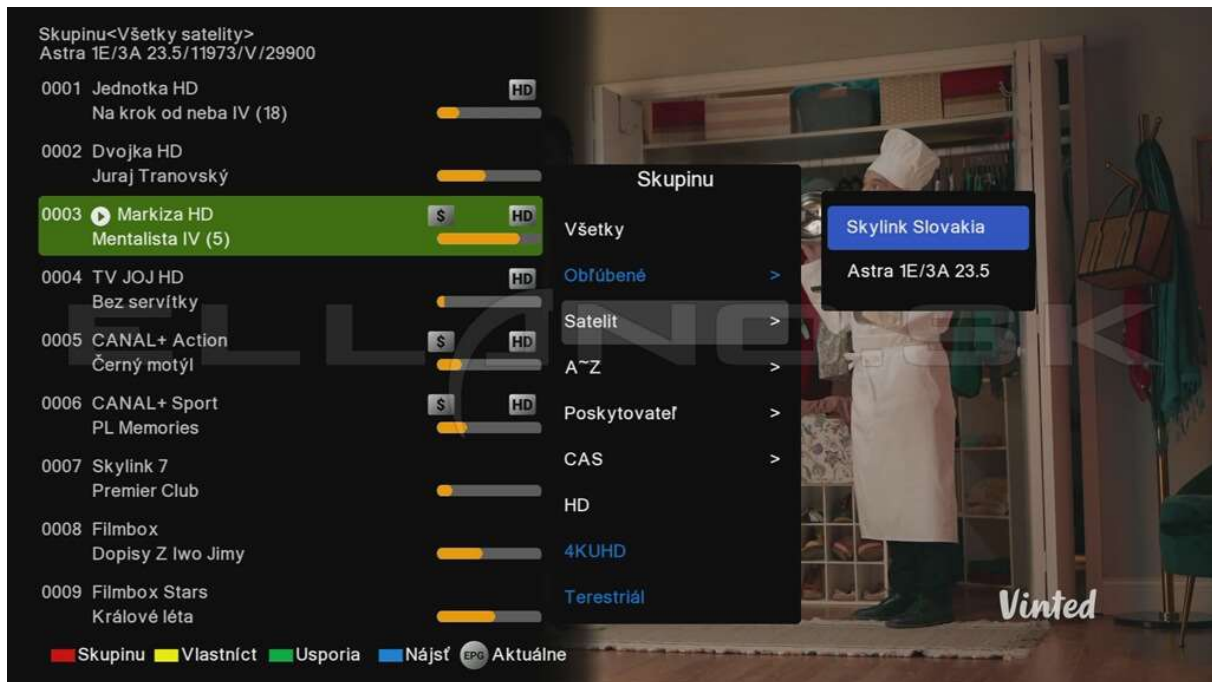 Skupinu<Všetky satelity>
Astra 1E/3A 23.5/11973/V/29900
0001 Jednotka HD HD
Na krok od neba IV (18)
0002 Dvojka HD
Juraj Tranovský
0003 Markiza HD $ HD
Mentalista IV (5)
0004 TV JOJ HD HD
Bez servítky
0005 CANAL+ Action $ HD
Černý motýl
0006 CANAL+ Sport $ HD
PL Memories
0007 Skylink 7
Premier Club
0008 Filmbox
Dopisy Z Iwo Jimy
0009 Filmbox Stars
Králové léta
Skupinu Vlastníct Usporia Nájsť EPG Aktuálne
Skupinu
Všetky
Obľúbené >
Satelit >
A~Z >
Poskytovateľ >
CAS >
HD
4KUHD
Terestriál
Skylink Slovakia
Astra 1E/3A 23.5
Vinted
ELLANO.SK